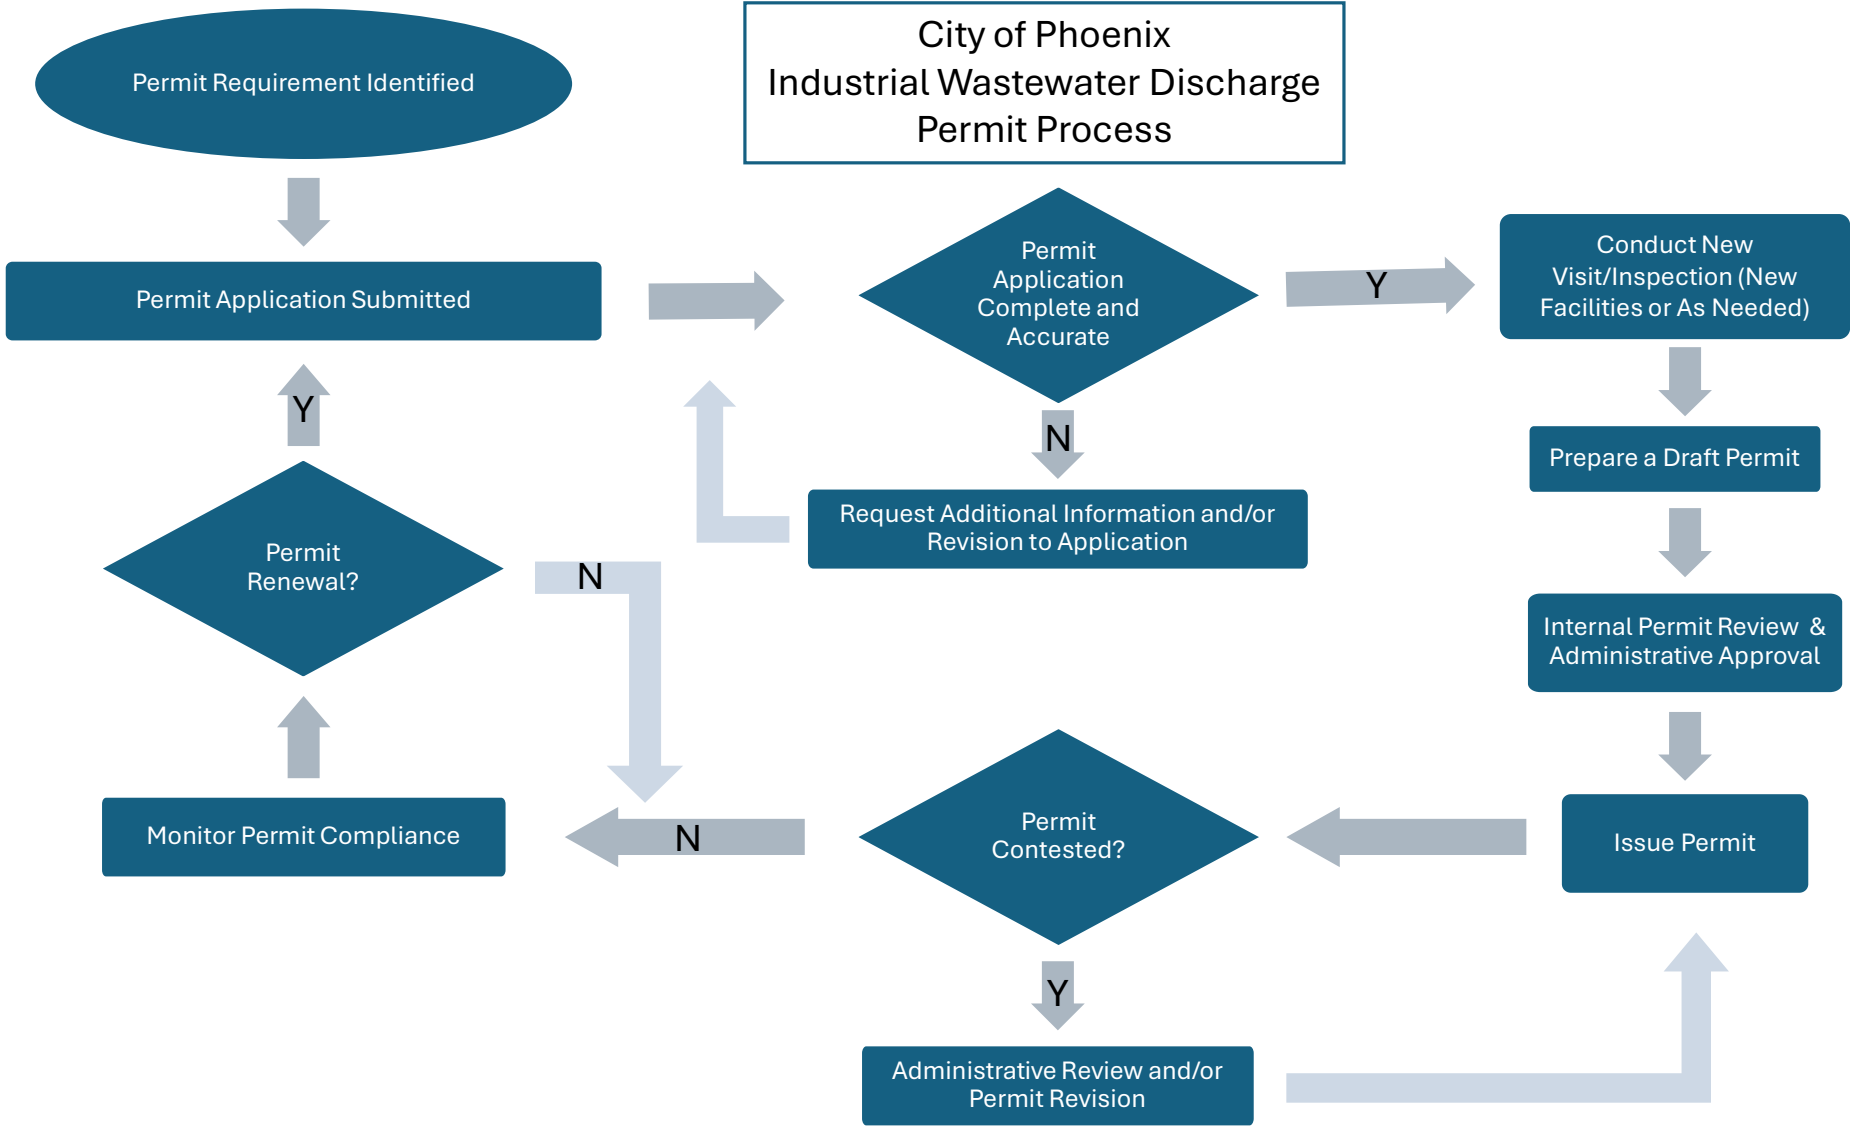 Permit Requirement Identified
City of Phoenix
Industrial Wastewater Discharge
Permit Process
Permit Application Submitted
Permit
Application
Complete and
Accurate
Y
Conduct New
Visit/Inspection (New
Facilities or As Needed)
Y
N
Prepare a Draft Permit
Request Additional Information and/or
Revision to Application
Permit
Renewal?
N
Internal Permit Review &
Administrative Approval
Monitor Permit Compliance
N
Permit
Contested?
Issue Permit
Y
Administrative Review and/or
Permit Revision